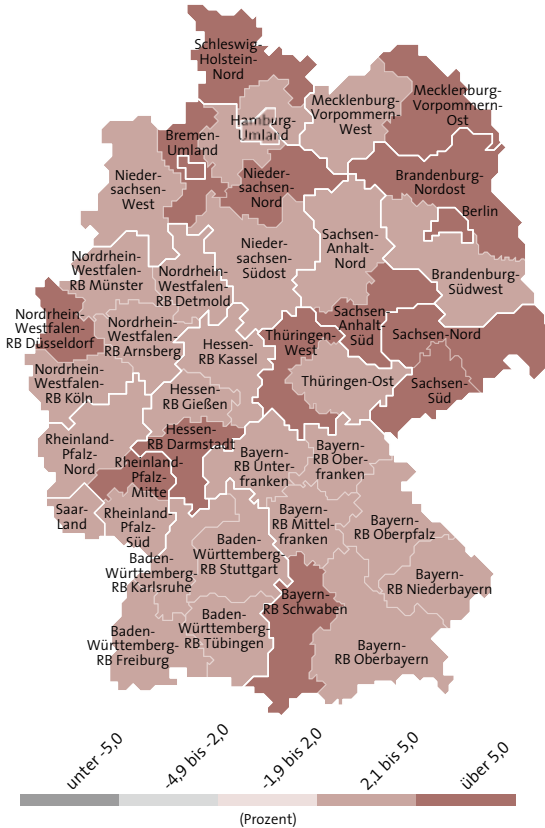 Schleswig-
Holstein-
Nord
Mecklenburg-
Vorpommern-
Ost
Mecklenburg-
Vorpommern-
West
Hamburg-
Umland
Bremen-
Umland
Nieder-
sachsen-
West
Nieder-
sachsen-
Nord
Brandenburg-
Nordost
Berlin
Nieder-
sachsen-
Südost
Sachsen-
Anhalt-
Nord
Nordrhein-
Westfalen-
RB Münster
Nordrhein-
Westfalen-
RB Detmold
Brandenburg-
Südwest
Nordrhein-
Westfalen-
RB Düsseldorf
Nordrhein-
Westfalen-
RB Arnsberg
Hessen-
RB Kassel
Thüringen-
West
Sachsen-
Anhalt-
Süd
Sachsen-Nord
Nordrhein-
Westfalen-
RB Köln
Hessen-
RB Gießen
Thüringen-Ost
Sachsen-
Süd
Rheinland-
Pfalz-
Nord
Hessen-
RB Darmstadt
Rheinland-
Pfalz-
Mitte
Bayern-
RB Unter-
franken
Bayern-
RB Ober-
franken
Saar-
Land
Rheinland-
Pfalz-
Süd
Bayern-
RB Mittel-
franken
Bayern-
RB Oberpfalz
Baden-
Württemberg-
RB Stuttgart
Baden-
Württemberg-
RB Karlsruhe
Bayern-
RB Niederbayern
Bayern-
RB Schwaben
Baden-
Württemberg-
RB Tübingen
Baden-
Württemberg-
RB Freiburg
Bayern-
RB Oberbayern
unter -5,0
-4,9 bis -2,0
-1,9 bis 2,0
2,1 bis 5,0
über 5,0
(Prozent)